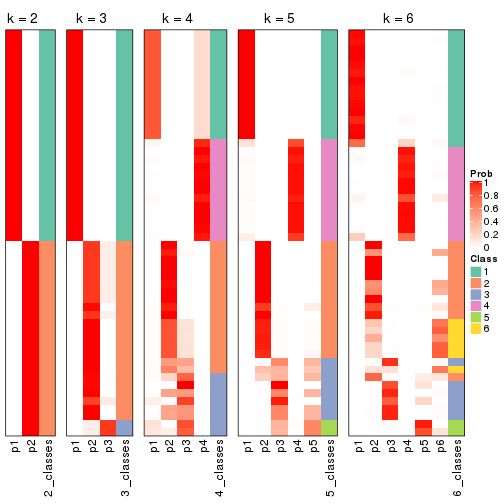 k = 2
k = 3
k = 4
k = 5
k = 6
p1
p2
2_classes
p1
p2
p3
3_classes
p1
p2
p3
p4
4_classes
p1
p2
p3
p4
p5
5_classes
p1
p2
p3
p4
p5
p6
6_classes
Prob
1
0.8
0.6
0.4
0.2
0
Class
1
2
3
4
5
6